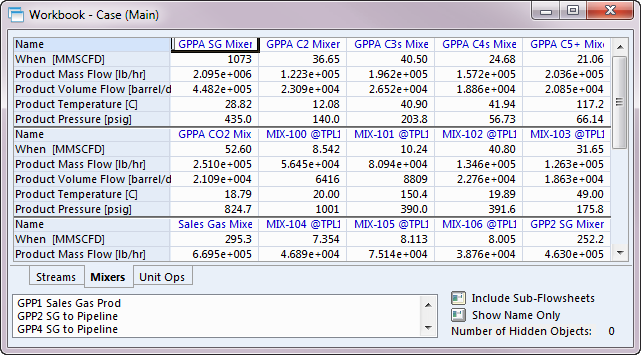 Workbook - Case (Main)
Name GPPA SG Mixer GPPA C2 Mixer GPPA C3s Mixe GPPA C4s Mixe GPPA C5+ Mixe
When [MMSCFD] 1073 36.65 40.50 24.68 21.06
Product Mass Flow [lb/hr] 2.095e+006 1.223e+005 1.962e+005 1.572e+005 2.036e+005
Product Volume Flow [barrel/d 4.482e+005 2.309e+004 2.652e+004 1.886e+004 2.085e+004
Product Temperature [C] 28.82 12.08 40.90 41.94 117.2
Product Pressure [psig] 435.0 140.0 203.8 56.73 66.14
Name GPPA CO2 Mix MIX-100 @TPL1 MIX-101 @TPL1 MIX-102 @TPL1 MIX-103 @TPL1
When [MMSCFD] 52.60 8.542 10.24 40.80 31.65
Product Mass Flow [lb/hr] 2.510e+005 5.645e+004 8.094e+004 1.346e+005 1.263e+005
Product Volume Flow [barrel/d 2.109e+004 6416 8809 2.276e+004 1.863e+004
Product Temperature [C] 18.79 20.00 150.4 19.89 49.00
Product Pressure [psig] 824.7 1001 390.0 391.6 175.8
Name Sales Gas Mixe MIX-104 @TPL1 MIX-105 @TPL1 MIX-106 @TPL1 GPP2 SG Mixer
When [MMSCFD] 295.3 7.354 8.113 8.005 252.2
Product Mass Flow [lb/hr] 6.695e+005 4.689e+004 7.514e+004 3.876e+004 4.630e+005
Streams Mixers Unit Ops
GPP1 Sales Gas Prod
GPP2 SG to Pipeline
GPP4 SG to Pipeline
Include Sub-Flowsheets
Show Name Only
Number of Hidden Objects: 0